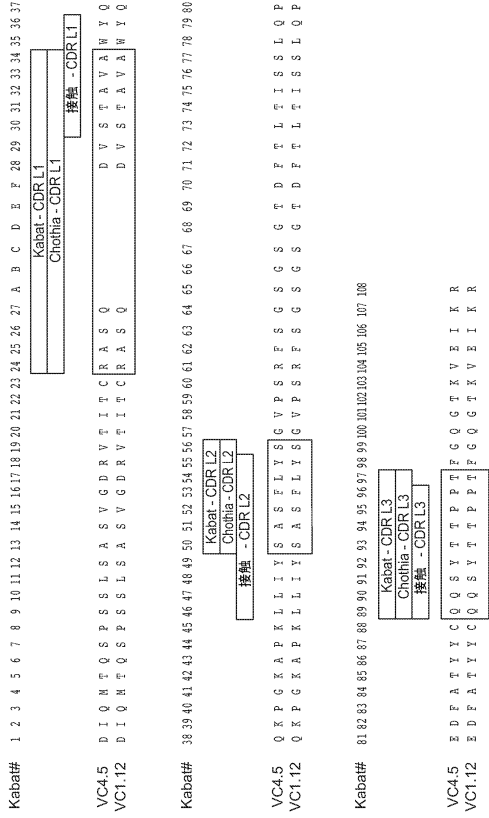 Kabat# 1 2 3 4 5 6 7 8 9 10 11 12 13 14 15 16 17 18 19 20 21 22 23 24 25 26 27 A B C D E F 28 29 30 31 32 33 34 35 36 37
Kabat - CDR L1
Chothia - CDR L1
接触 - CDR L1
VC4.5 D I Q M T Q S P S S L S A S V G D R V T I T C R A S Q D V S T A V A W Y Q
VC1.12 D I Q M T Q S P S S L S A S V G D R V T I T C R A S Q D V S T A V A W Y Q
Kabat# 38 39 40 41 42 43 44 45 46 47 48 49 50 51 52 53 54 55 56 57 58 59 60 61 62 63 64 65 66 67 68 69 70 71 72 73 74 75 76 77 78 79 80
Kabat - CDR L2
Chothia - CDR L2
接触 - CDR L2
VC4.5 Q K P G K A P K L L I Y S A S F L Y S G V P S R F S G S G S G T D F T L T I S S L Q P
VC1.12 Q K P G K A P K L L I Y S A S F L Y S G V P S R F S G S G S G T D F T L T I S S L Q P
Kabat# 81 82 83 84 85 86 87 88 89 90 91 92 93 94 95 96 97 98 99 100 101 102 103 104 105 106 107 108
Kabat - CDR L3
Chothia - CDR L3
接触 - CDR L3
VC4.5 E D F A T Y Y C Q Q S Y T T P P T F G Q G T K V E I K R
VC1.12 E D F A T Y Y C Q Q S Y T T P P T F G Q G T K V E I K R